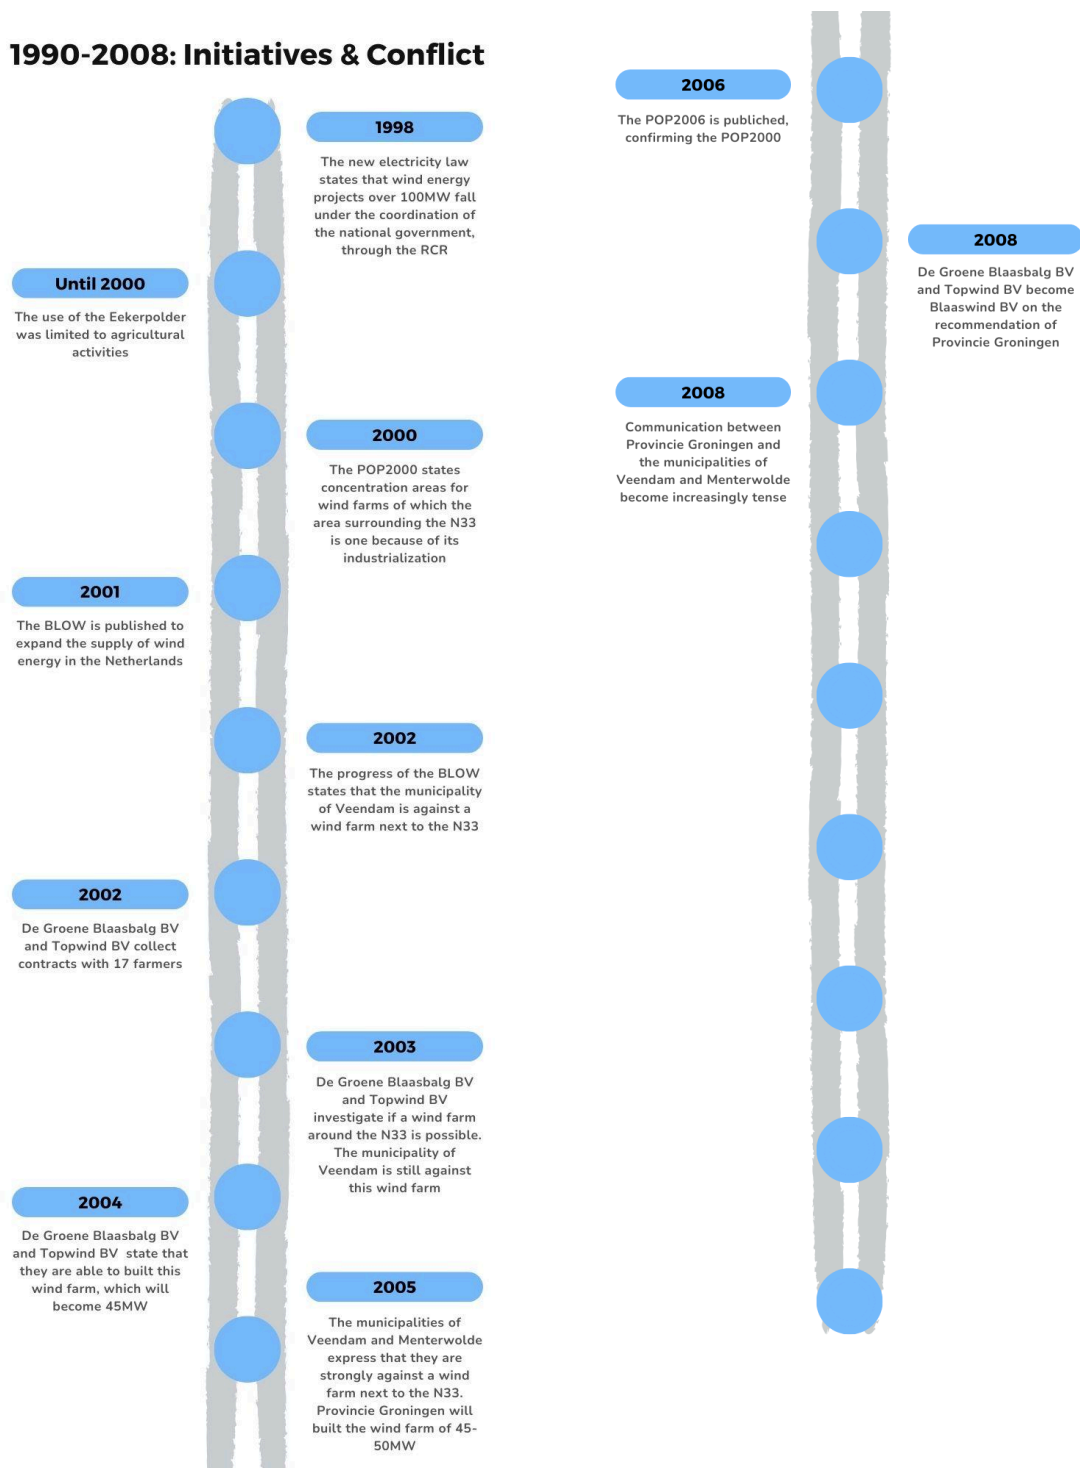 1990-2008: Initiatives & Conflict
1998
The new electricity law
states that wind energy
projects over 100MW fall
under the coordination of
the national government,
through the RCR
Until 2000
The use of the Eekerpolder
was limited to agricultural
activities
2000
The POP2000 states
concentration areas for
wind farms of which the
area surrounding the N33
is one because of its
industrialization
2001
The BLOW is published to
expand the supply of wind
energy in the Netherlands
2002
The progress of the BLOW
states that the municipality
of Veendam is against a
wind farm next to the N33
2002
De Groene Blaasbalg BV
and Topwind BV collect
contracts with 17 farmers
2003
De Groene Blaasbalg BV
and Topwind BV
investigate if a wind farm
around the N33 is possible.
The municipality of
Veendam is still against
this wind farm
2004
De Groene Blaasbalg BV
and Topwind BV  state that
they are able to built this
wind farm, which will
become 45MW
2005
The municipalities of
Veendam and Menterwolde
express that they are
strongly against a wind
farm next to the N33.
Provincie Groningen will
built the wind farm of 45-
50MW
2006
The POP2006 is publiched,
confirming the POP2000
2008
De Groene Blaasbalg BV
and Topwind BV become
Blaaswind BV on the
recommendation of
Provincie Groningen
2008
Communication between
Provincie Groningen and
the municipalities of
Veendam and Menterwolde
become increasingly tense